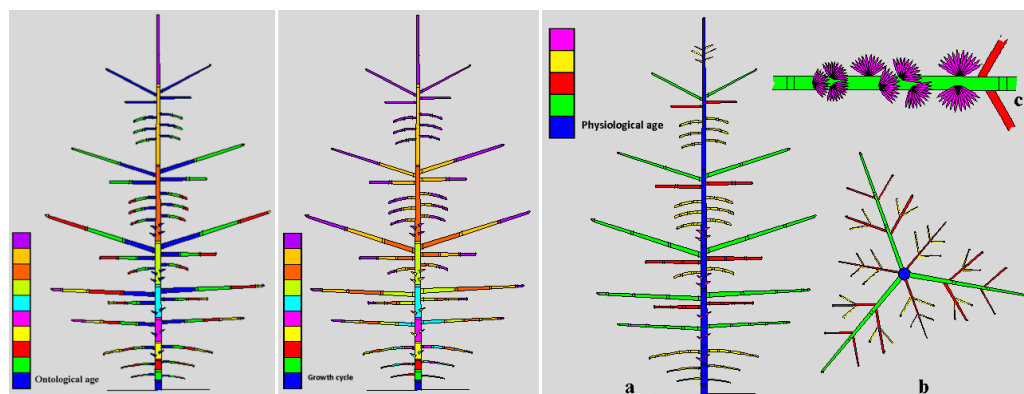 Ontological age
Growth cycle
Physiological age
a
b
c